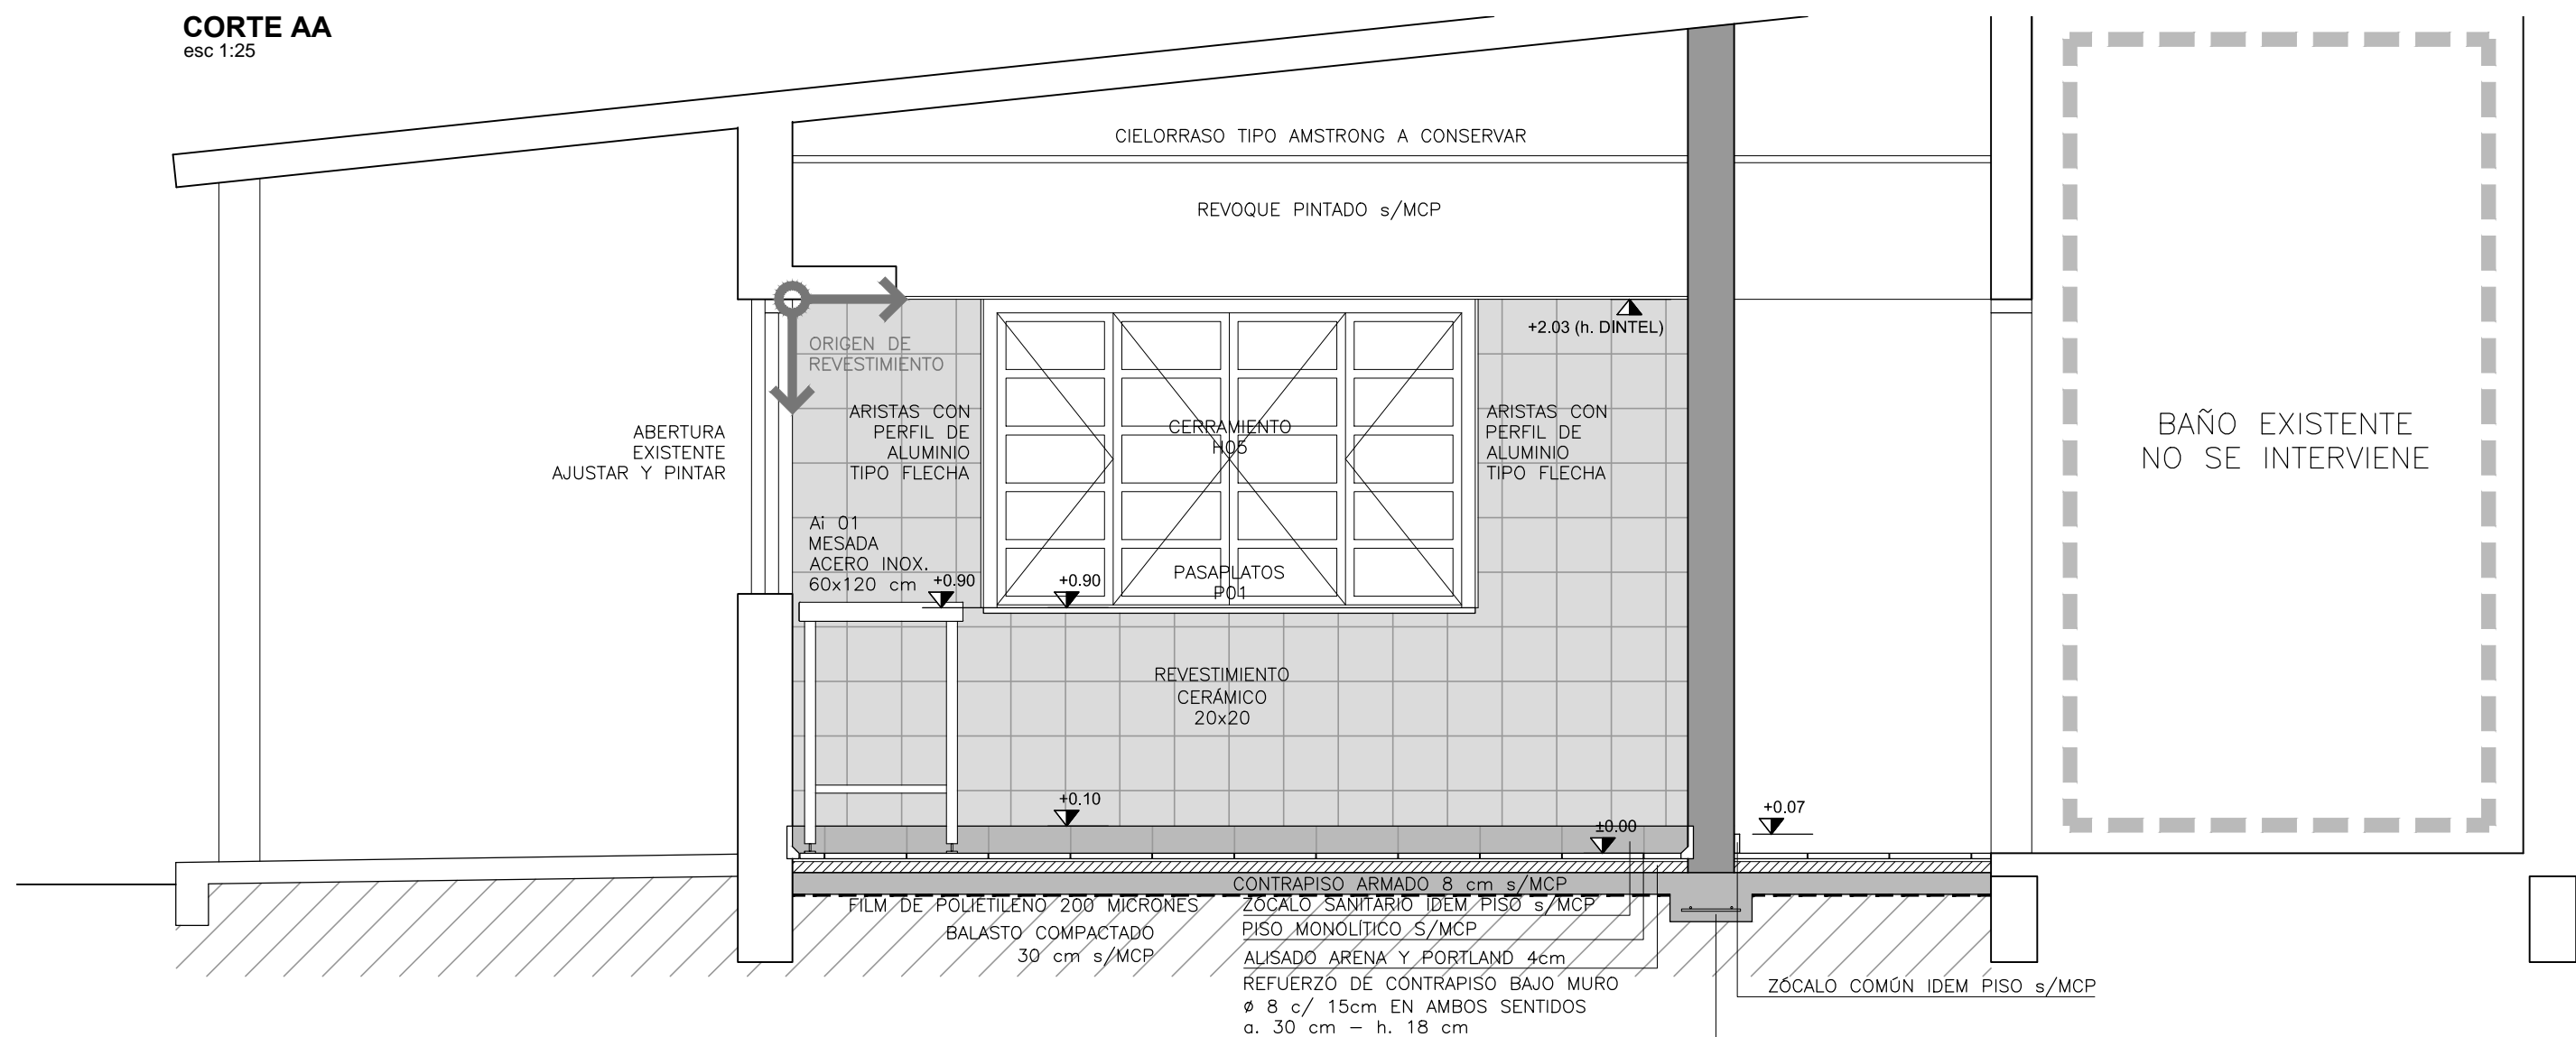 CORTE AA
esc 1:25
CIELORRASO TIPO AMSTRONG A CONSERVAR
REVOQUE PINTADO s/MCP
+2.03 (h. DINTEL)
ORIGEN DE
REVESTIMIENTO
ABERTURA
EXISTENTE
AJUSTAR Y PINTAR
ARISTAS CON
PERFIL DE
ALUMINIO
TIPO FLECHA
CERRAMIENTO
H05
ARISTAS CON
PERFIL DE
ALUMINIO
TIPO FLECHA
BAÑO EXISTENTE
NO SE INTERVIENE
Ai 01
MESADA
ACERO INOX.
60x120 cm
+0.90
+0.90
PASAPLATOS
P01
REVESTIMIENTO
CERÁMICO
20x20
+0.10
±0.00
+0.07
CONTRAPISO ARMADO 8 cm s/MCP
FILM DE POLIETILENO 200 MICRONES
BALASTO COMPACTADO
30 cm s/MCP
ZÓCALO SANITARIO IDEM PISO s/MCP
PISO MONOLÍTICO S/MCP
ALISADO ARENA Y PORTLAND 4cm
REFUERZO DE CONTRAPISO BAJO MURO
ø 8 c/ 15cm EN AMBOS SENTIDOS
a. 30 cm – h. 18 cm
ZÓCALO COMÚN IDEM PISO s/MCP